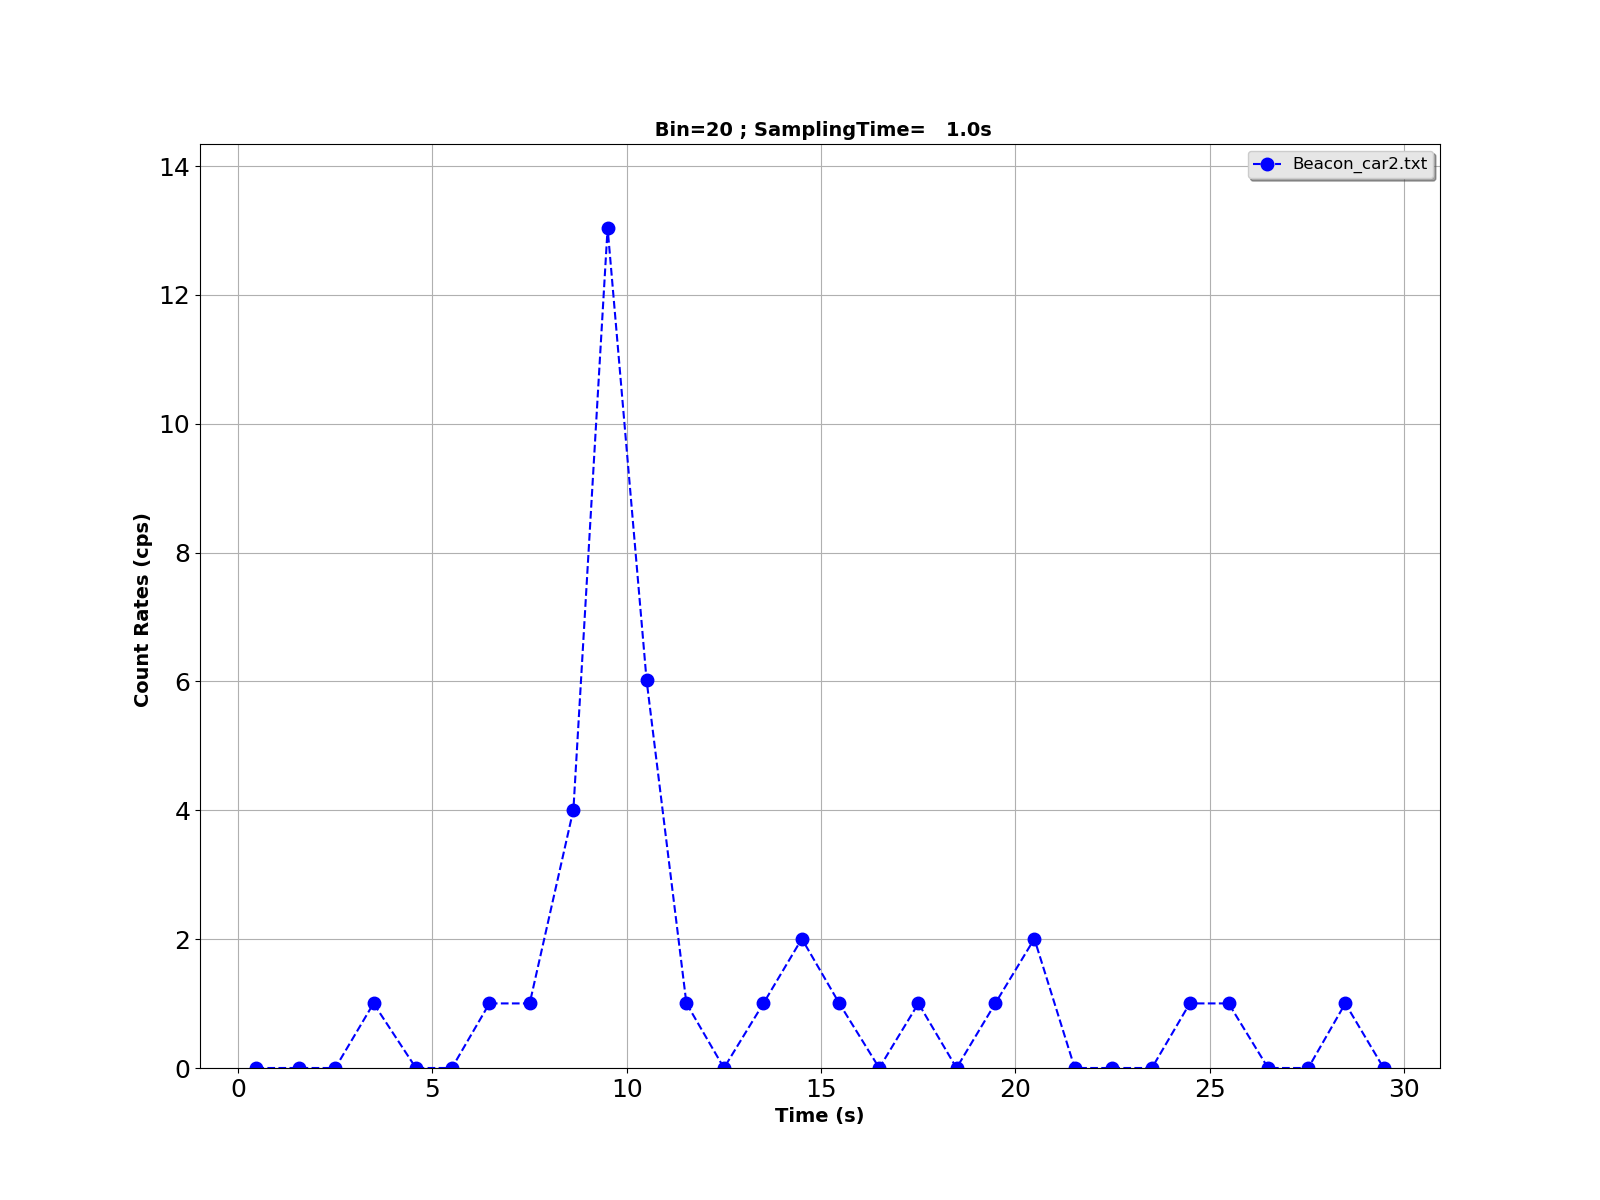 Bin=20 ; SamplingTime=   1.0s
Beacon_car2.txt
14
12
10
8
6
4
2
0
Count Rates (cps)
0 5 10 15 20 25 30
Time (s)